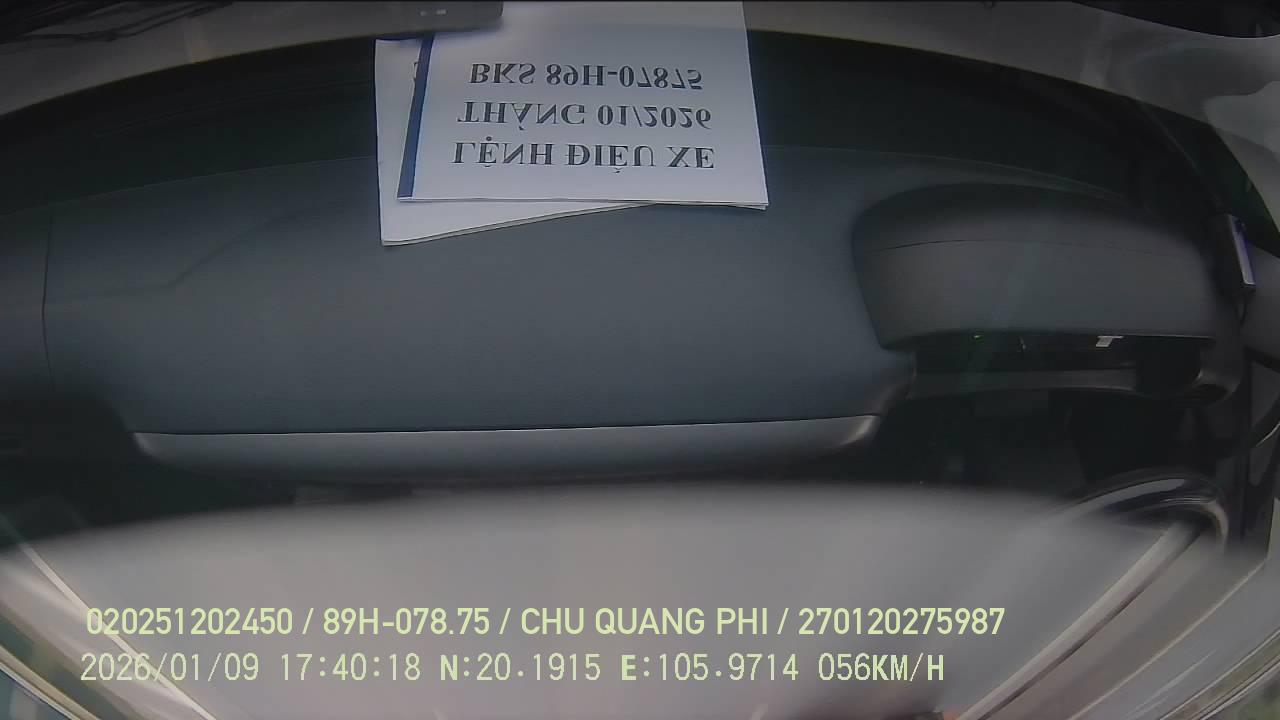 LỆNH ĐIỀU XE
THÁNG 01/2026
BKS 89H-07875
020251202450 / 89H-078.75 / CHU QUANG PHI / 270120275987
2026/01/09 17:40:18 N:20.1915 E:105.9714 056KM/H